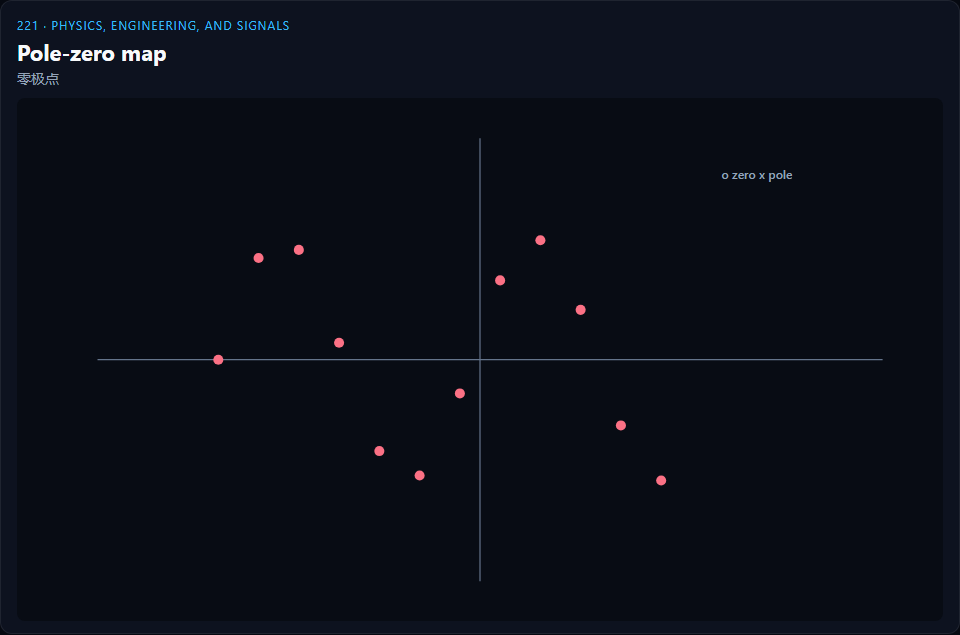 221 · PHYSICS, ENGINEERING, AND SIGNALS
Pole-zero map
零极点
o zero x pole